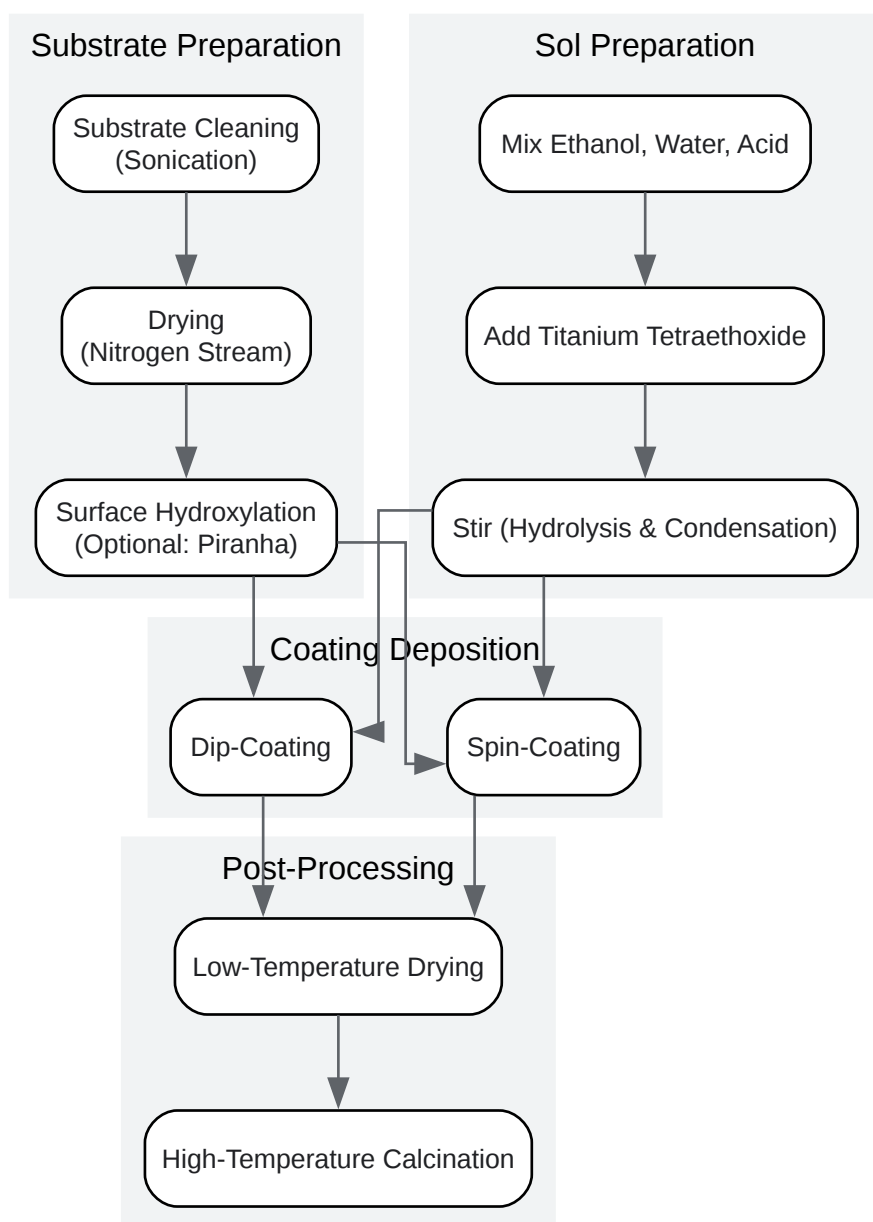 Substrate Preparation
Substrate Cleaning
(Sonication)
Drying
(Nitrogen Stream)
Surface Hydroxylation
(Optional: Piranha)
Sol Preparation
Mix Ethanol, Water, Acid
Add Titanium Tetraethoxide
Stir (Hydrolysis & Condensation)
Coating Deposition
Dip-Coating
Spin-Coating
Post-Processing
Low-Temperature Drying
High-Temperature Calcination